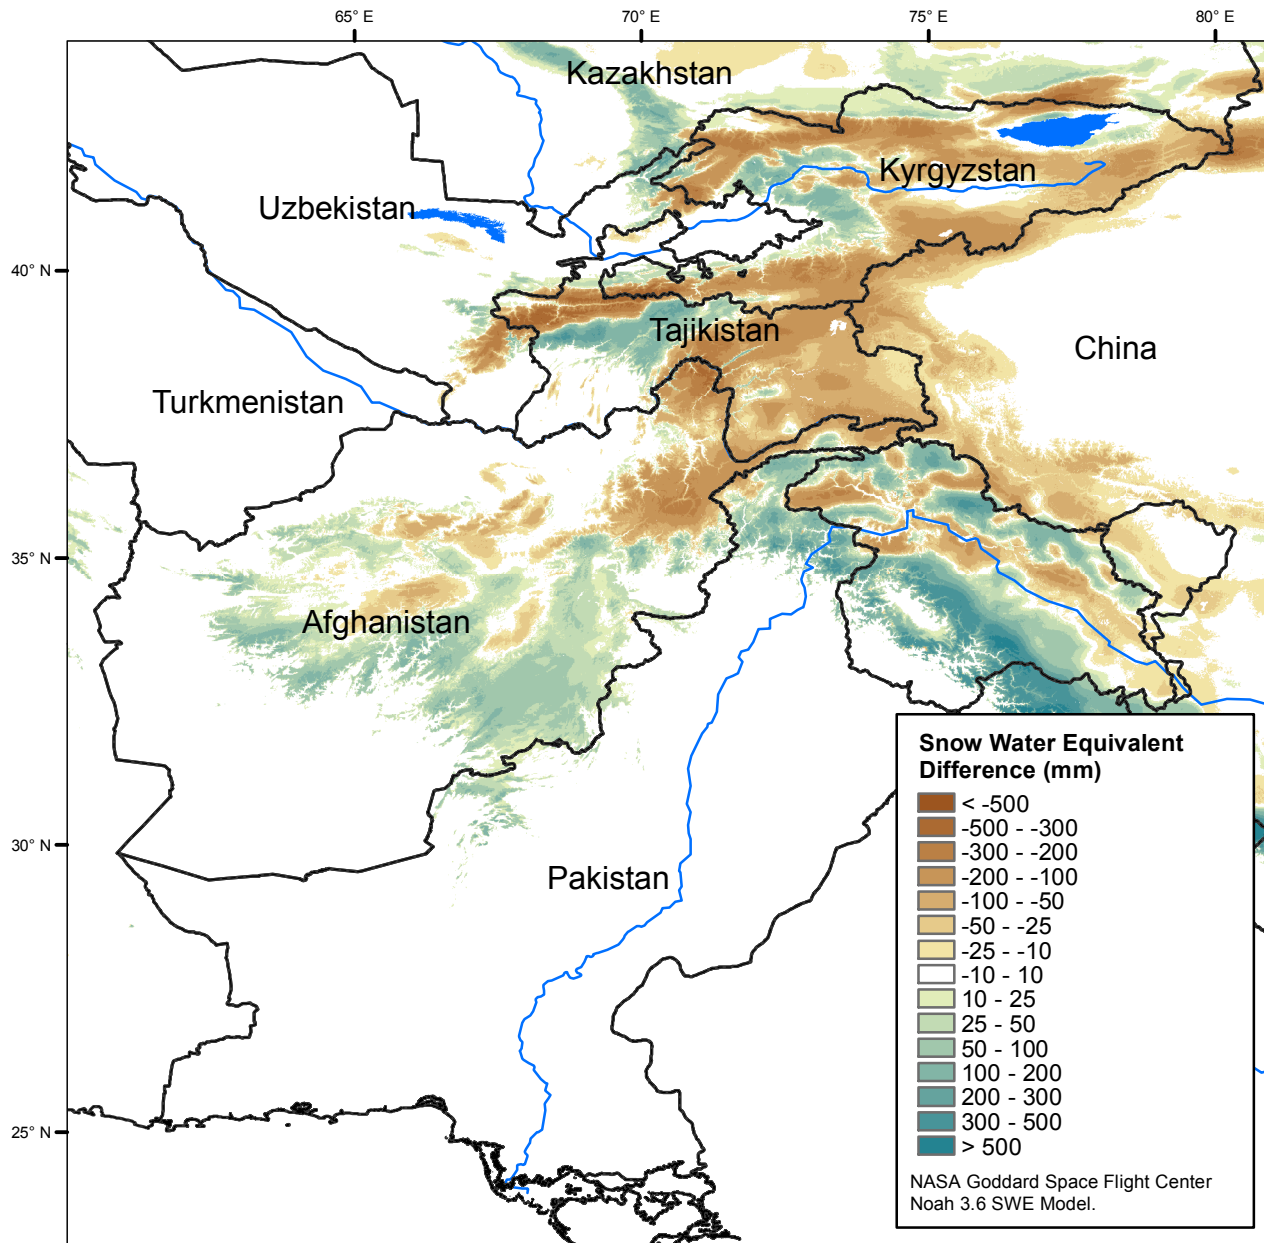 65° E
70° E
75° E
80° E
Kazakhstan
Kyrgyzstan
Uzbekistan
40° N
Tajikistan
China
Turkmenistan
35° N
Afghanistan
30° N
Pakistan
25° N
Snow Water Equivalent
Difference (mm)
< -500
-500 - -300
-300 - -200
-200 - -100
-100 - -50
-50 - -25
-25 - -10
-10 - 10
10 - 25
25 - 50
50 - 100
100 - 200
200 - 300
300 - 500
> 500
NASA Goddard Space Flight Center
Noah 3.6 SWE Model.